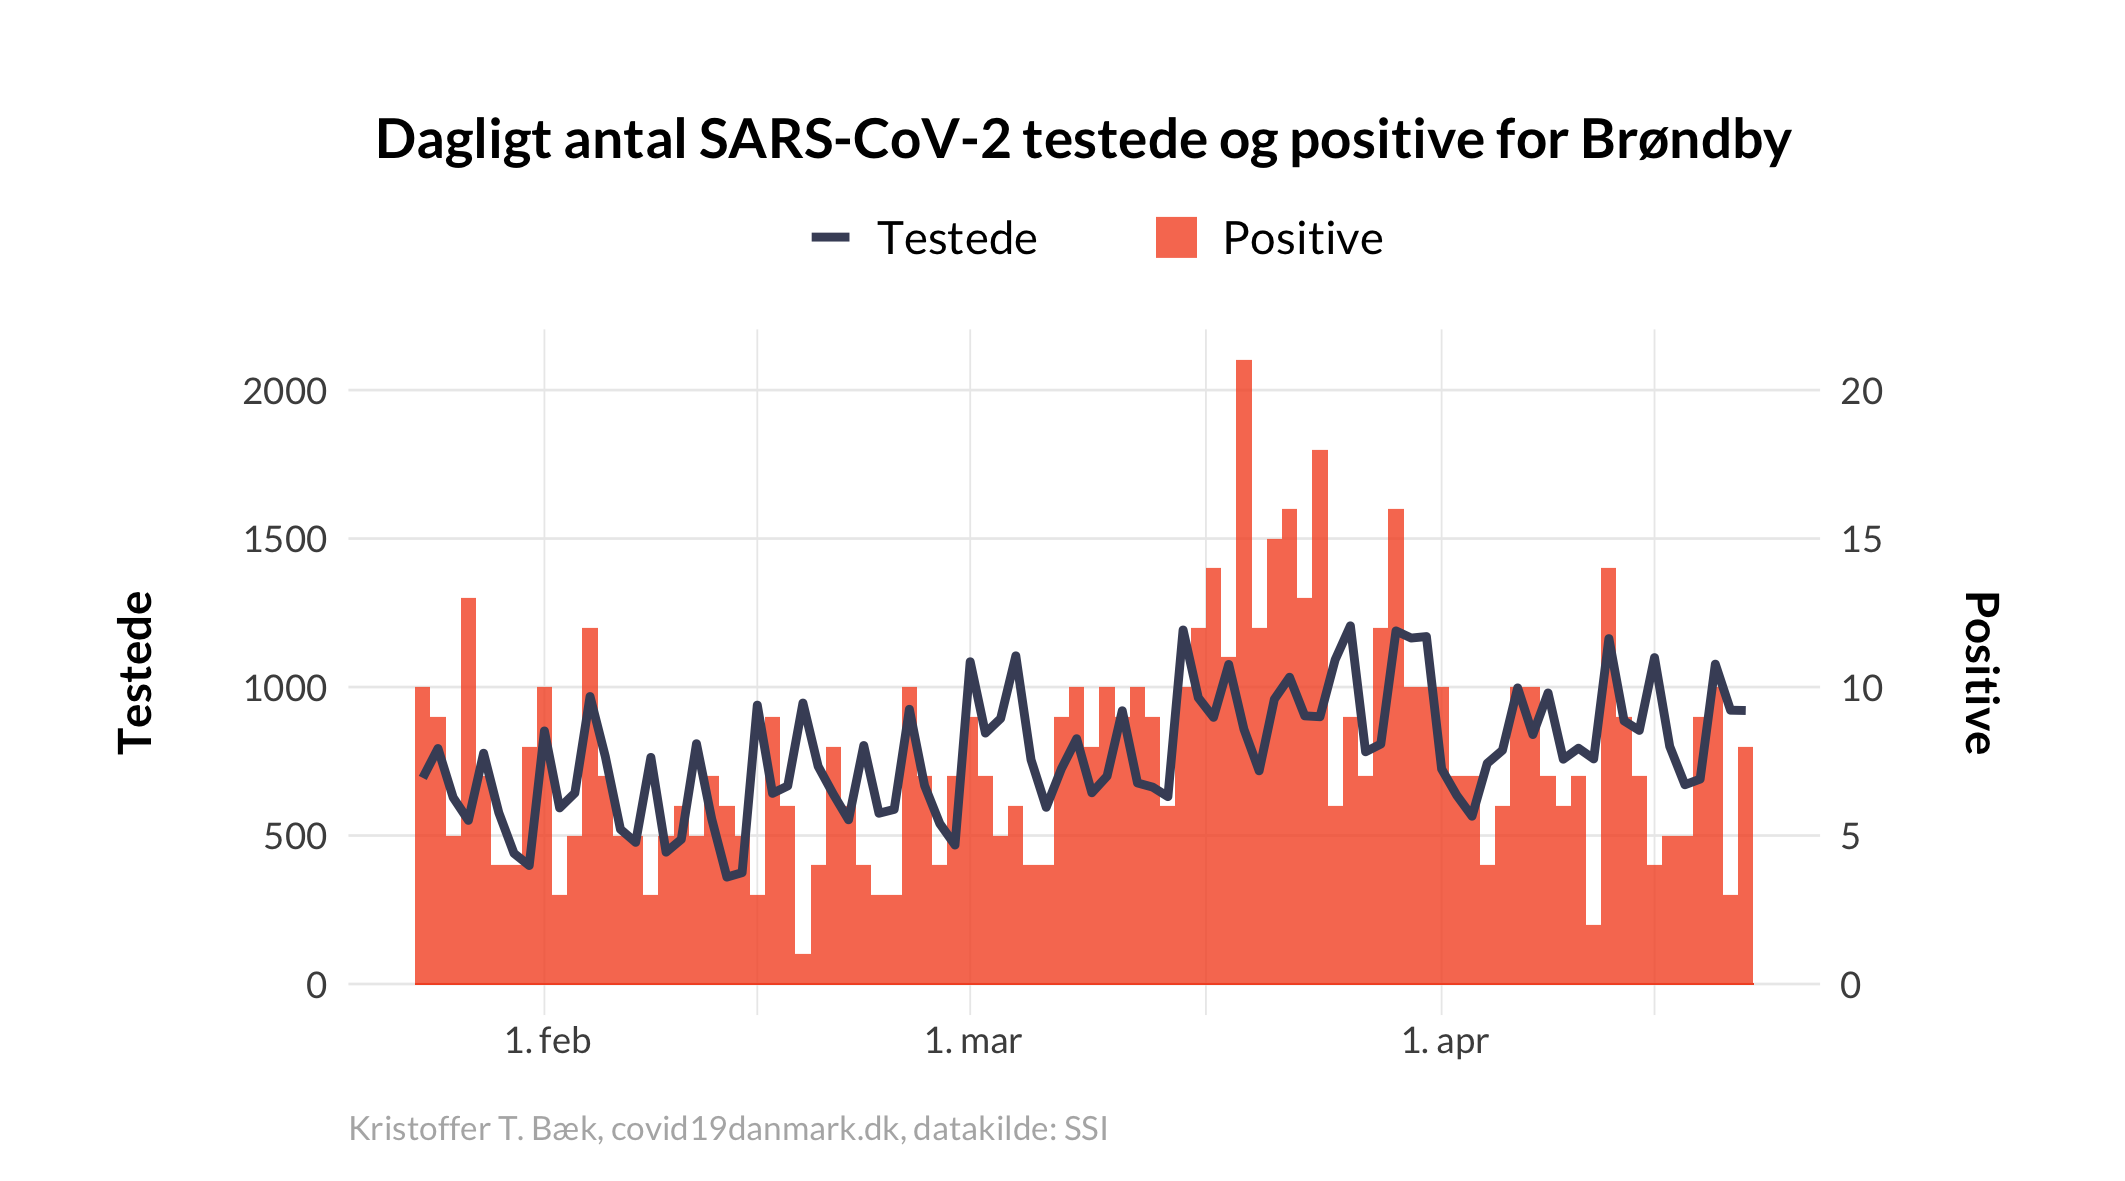 Dagligt antal SARS-CoV-2 testede og positive for Brøndby
Testede
Positive
2000
1500
1000
500
0
20
15
10
5
0
Testede
Positive
1. feb
1. mar
1. apr
Kristoffer T. Bæk, covid19danmark.dk, datakilde: SSI